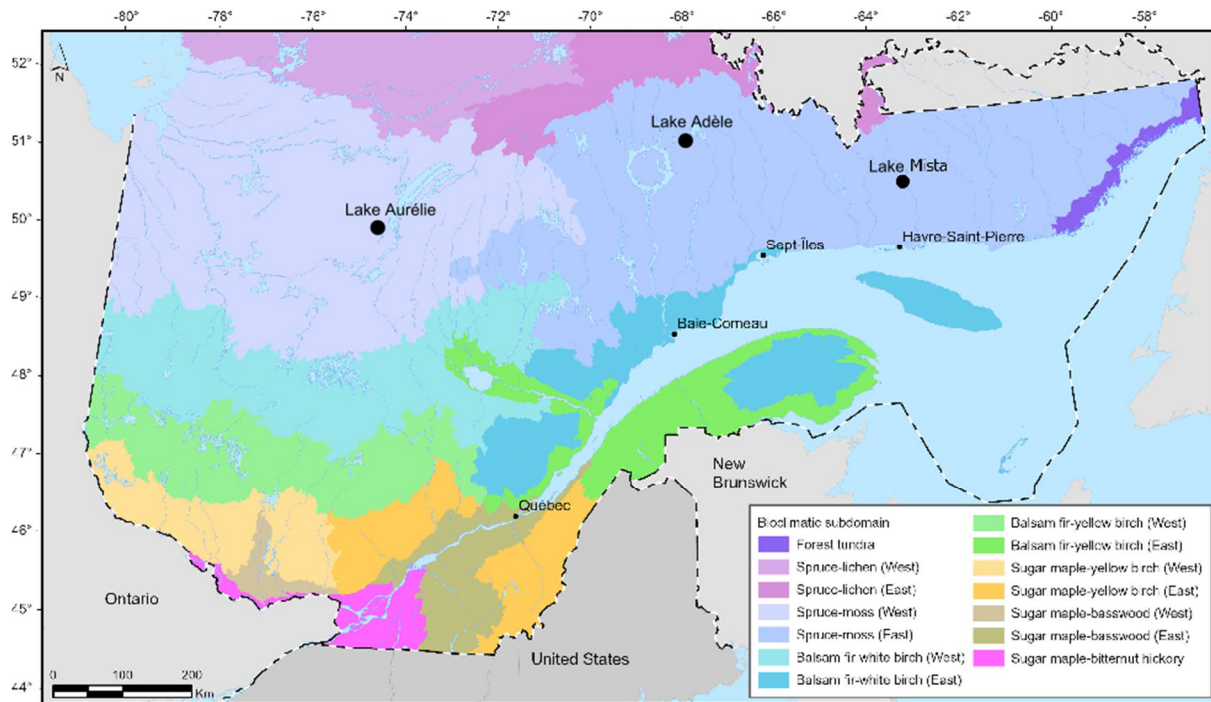 -80° -78° -76° -74° -72° -70° -68° -66° -64° -62° -60° -58°
52°
N
51°
Lake Adèle
Lake Mista
50°
Lake Aurélie
Sept-Îles
Havre-Saint-Pierre
49°
Baie-Comeau
48°
47°
New
Brunswick
46°
Québec
45°
Ontario
United States
44°
0 100 200
Km
Bioclimatic subdomain
Forest tundra
Spruce-lichen (West)
Spruce-lichen (East)
Spruce-moss (West)
Spruce-moss (East)
Balsam fir-white birch (West)
Balsam fir-white birch (East)
Balsam fir-yellow birch (West)
Balsam fir-yellow birch (East)
Sugar maple-yellow birch (West)
Sugar maple-yellow birch (East)
Sugar maple-basswood (West)
Sugar maple-basswood (East)
Sugar maple-bitternut hickory